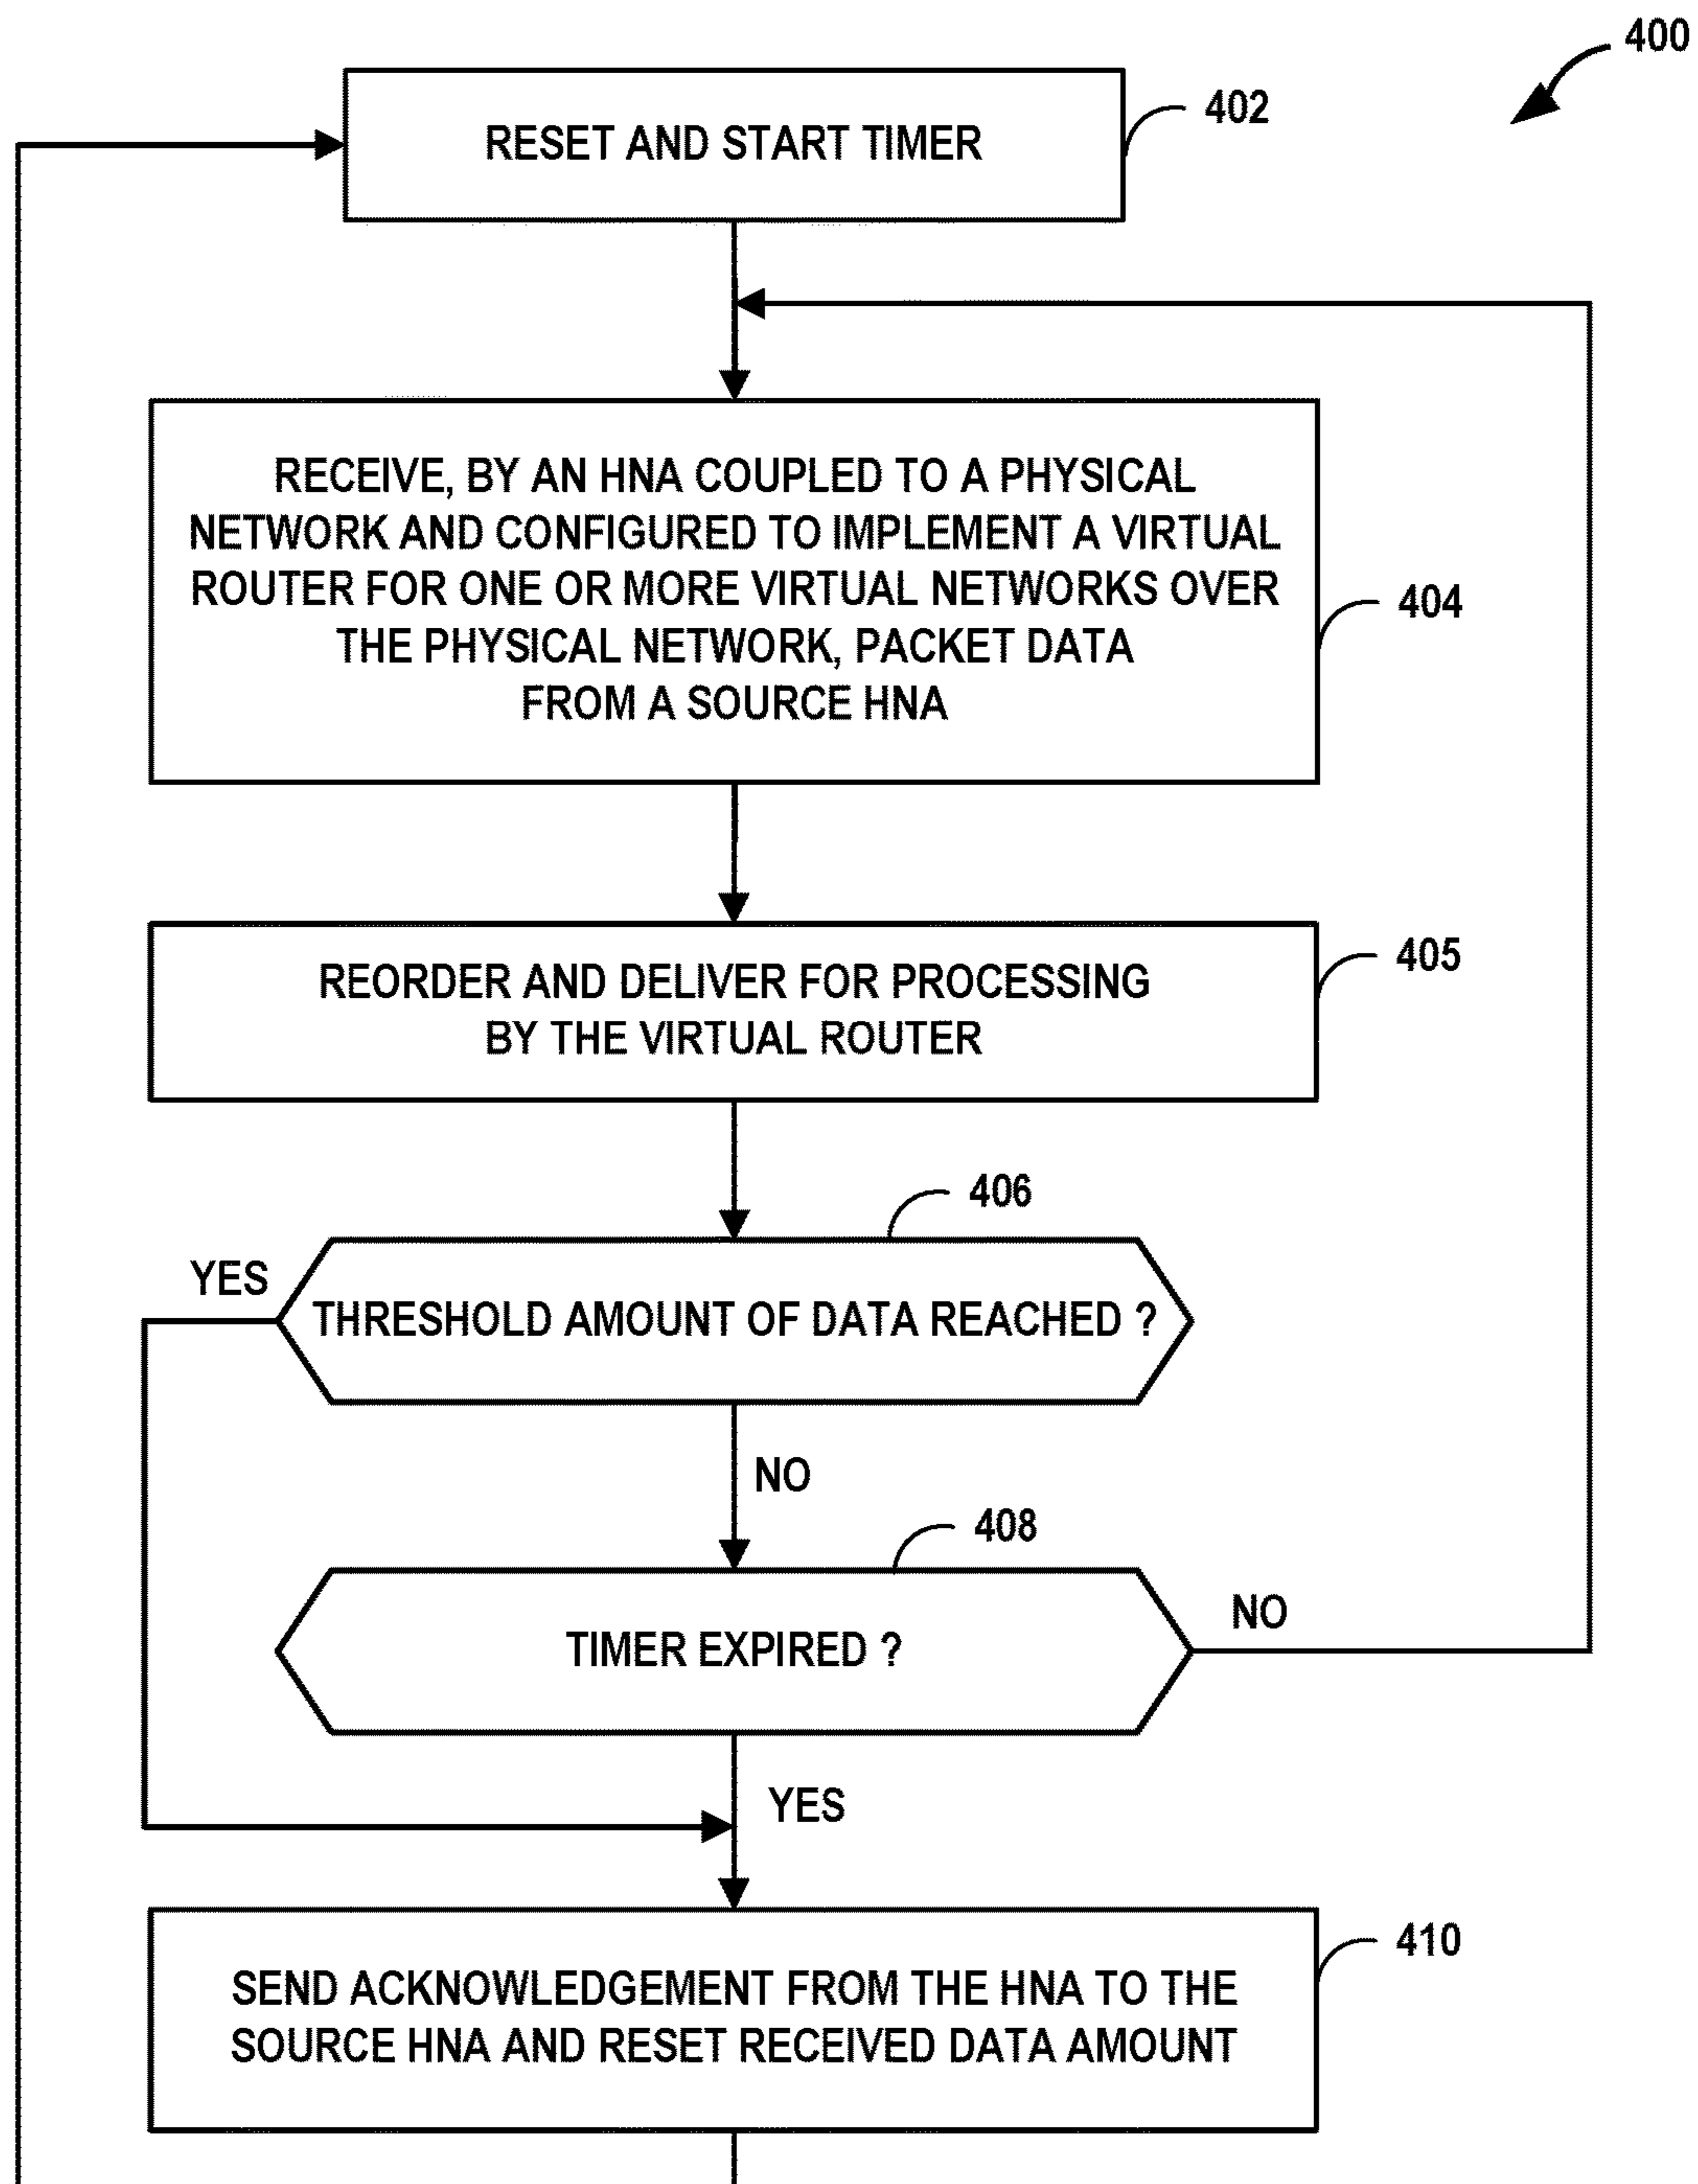 400
RESET AND START TIMER
402
RECEIVE, BY AN HNA COUPLED TO A PHYSICAL
NETWORK AND CONFIGURED TO IMPLEMENT A VIRTUAL
ROUTER FOR ONE OR MORE VIRTUAL NETWORKS OVER
THE PHYSICAL NETWORK, PACKET DATA
FROM A SOURCE HNA
404
REORDER AND DELIVER FOR PROCESSING
BY THE VIRTUAL ROUTER
405
406
YES
THRESHOLD AMOUNT OF DATA REACHED ?
NO
408
TIMER EXPIRED ?
NO
YES
SEND ACKNOWLEDGEMENT FROM THE HNA TO THE
SOURCE HNA AND RESET RECEIVED DATA AMOUNT
410